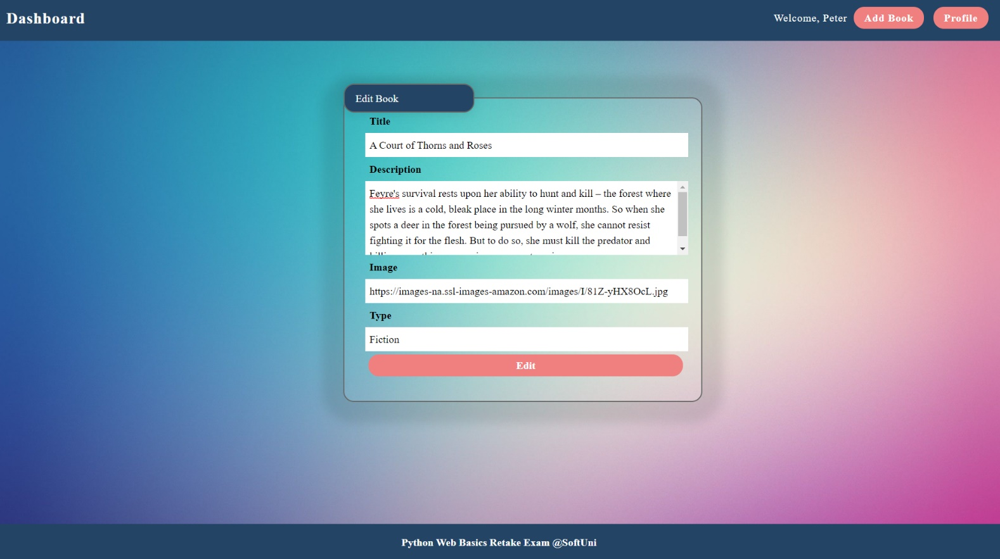 Dashboard
Welcome, Peter
Add Book
Profile
Edit Book
Title
A Court of Thorns and Roses
Description
Feyre's survival rests upon her ability to hunt and kill – the forest where
she lives is a cold, bleak place in the long winter months. So when she
spots a deer in the forest being pursued by a wolf, she cannot resist
fighting it for the flesh. But to do so, she must kill the predator and
Image
https://images-na.ssl-images-amazon.com/images/I/81Z-yHX8OcL.jpg
Type
Fiction
Edit
Python Web Basics Retake Exam @SoftUni